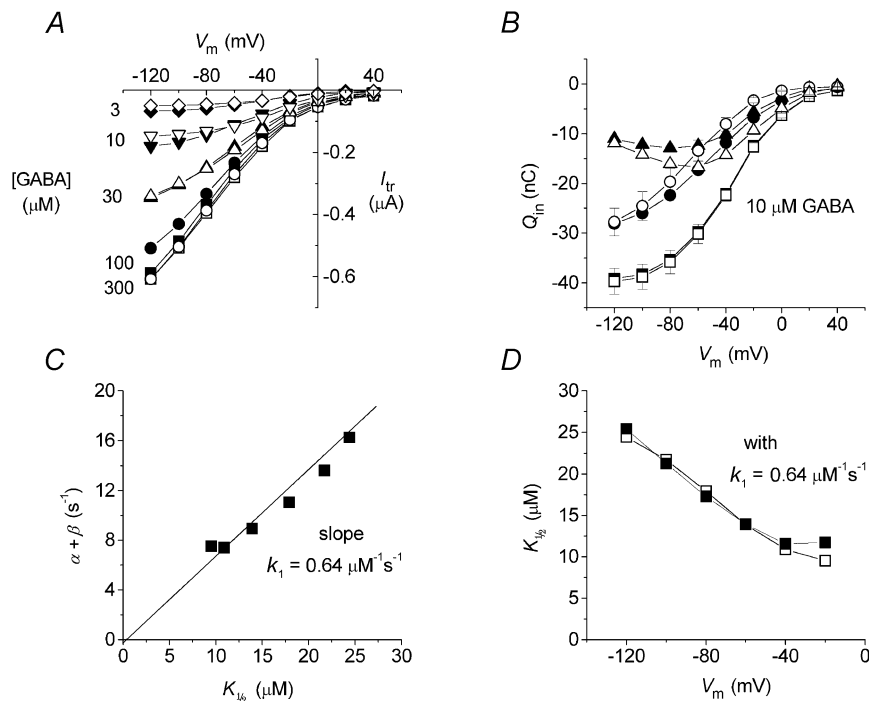 A
V_m (mV)
-120 -80 -40 40
3
10
30
100
300
[GABA]
(μM)
-0.2
-0.4
-0.6
I_tr
(μA)
B
0
-10
-20
-30
-40
Q_in (nC)
10 μM GABA
-120 -80 -40 0 40
V_m (mV)
C
20
16
12
8
4
0
α + β (s⁻¹)
slope
k₁ = 0.64 μM⁻¹s⁻¹
0 5 10 15 20 25 30
K_½ (μM)
D
30
25
20
15
10
5
0
K_½ (μM)
with
k₁ = 0.64 μM⁻¹s⁻¹
-120 -80 -40 0
V_m (mV)